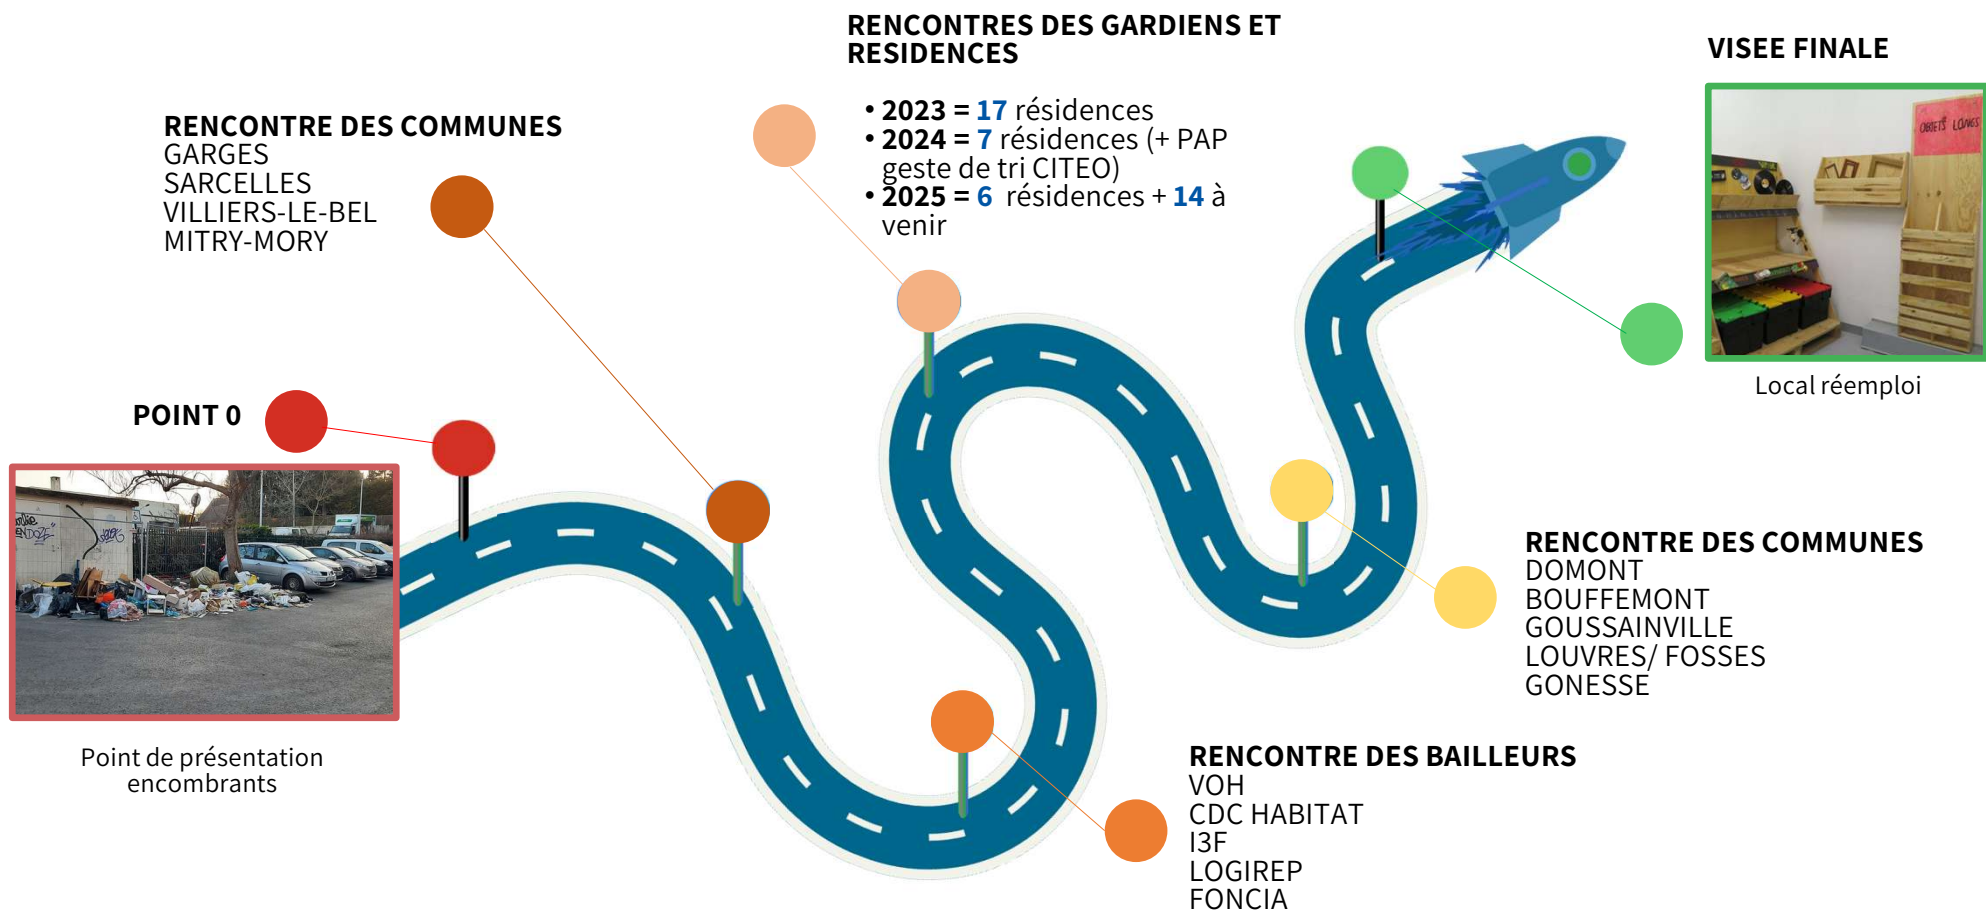 RENCONTRES DES GARDIENS ET
RESIDENCES
• 2023 = 17 résidences
• 2024 = 7 résidences (+ PAP
geste de tri CITEO)
• 2025 = 6 résidences + 14 à
venir
VISEE FINALE
OBJETS LONGS
Local réemploi
RENCONTRE DES COMMUNES
GARGES
SARCELLES
VILLIERS-LE-BEL
MITRY-MORY
POINT 0
Point de présentation
encombrants
RENCONTRE DES COMMUNES
DOMONT
BOUFFEMONT
GOUSSAINVILLE
LOUVRES/ FOSSES
GONESSE
RENCONTRE DES BAILLEURS
VOH
CDC HABITAT
I3F
LOGIREP
FONCIA